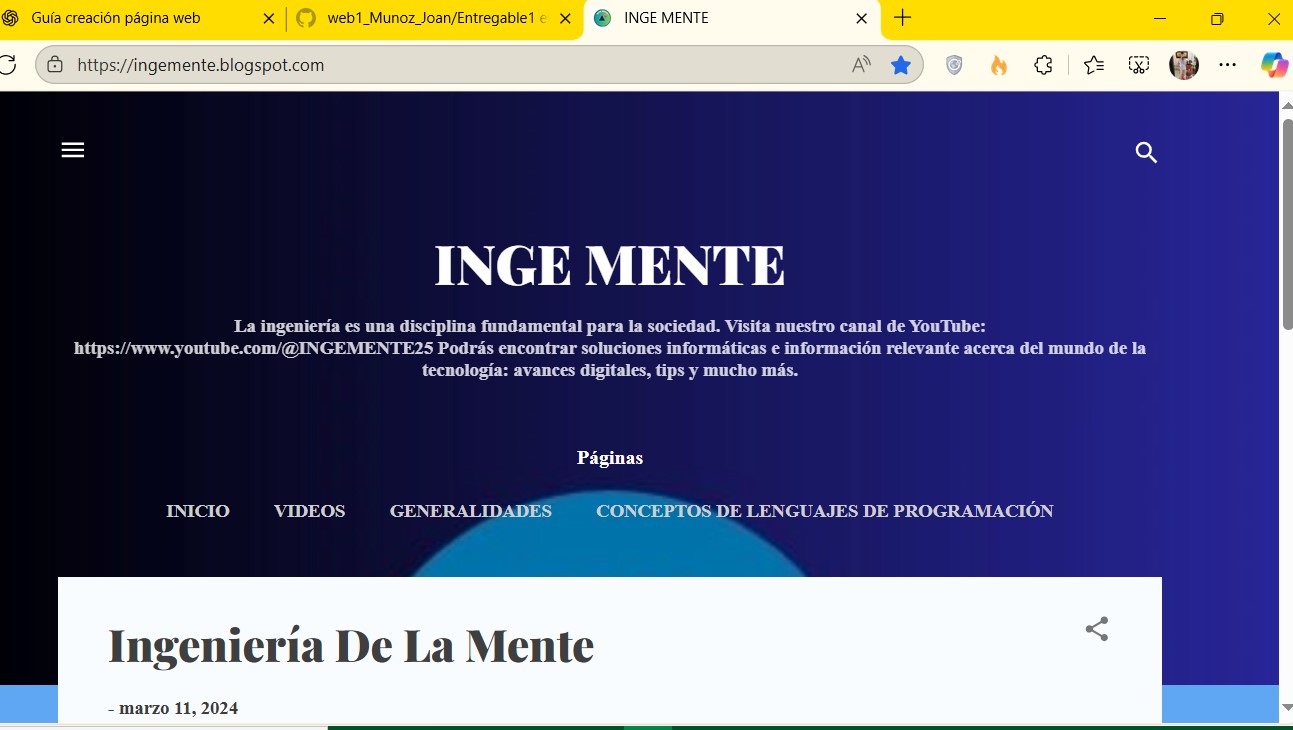 Guía creación página web
web1_Munoz_Joan/Entregable1 e
INGE MENTE
https://ingemente.blogspot.com
INGE MENTE
La ingeniería es una disciplina fundamental para la sociedad. Visita nuestro canal de YouTube:
https://www.youtube.com/@INGEMENTE25 Podrás encontrar soluciones informáticas e información relevante acerca del mundo de la
tecnología: avances digitales, tips y mucho más.
Páginas
INICIO VIDEOS GENERALIDADES CONCEPTOS DE LENGUAJES DE PROGRAMACIÓN
Ingeniería De La Mente
- marzo 11, 2024